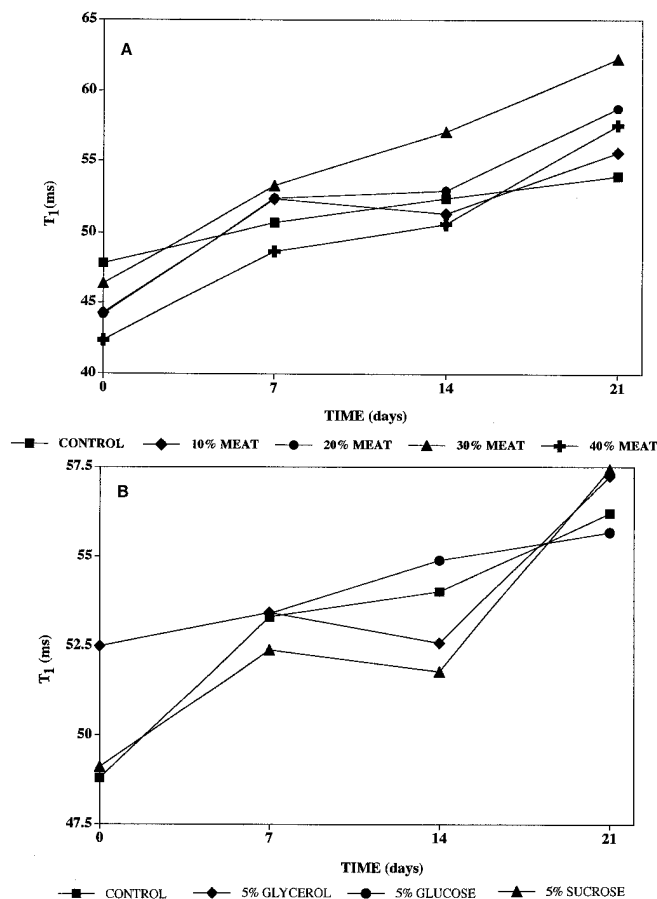 A
65
60
55
50
45
40
T1(ms)
0 7 14 21
TIME (days)
CONTROL 10% MEAT 20% MEAT 30% MEAT 40% MEAT
B
57.5
55
52.5
50
47.5
T1 (ms)
0 7 14 21
TIME (days)
CONTROL 5% GLYCEROL 5% GLUCOSE 5% SUCROSE